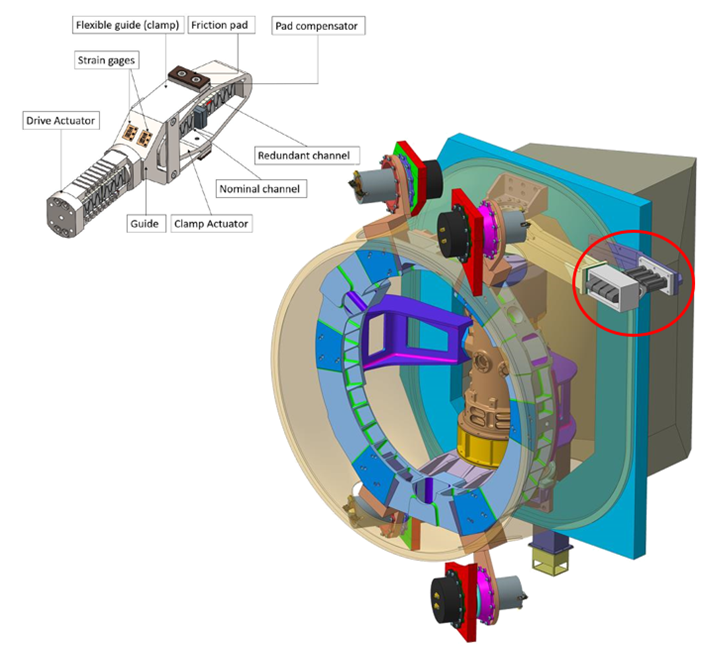 Flexible guide (clamp)
Friction pad
Pad compensator
Strain gages
Drive Actuator
Redundant channel
Nominal channel
Guide
Clamp Actuator